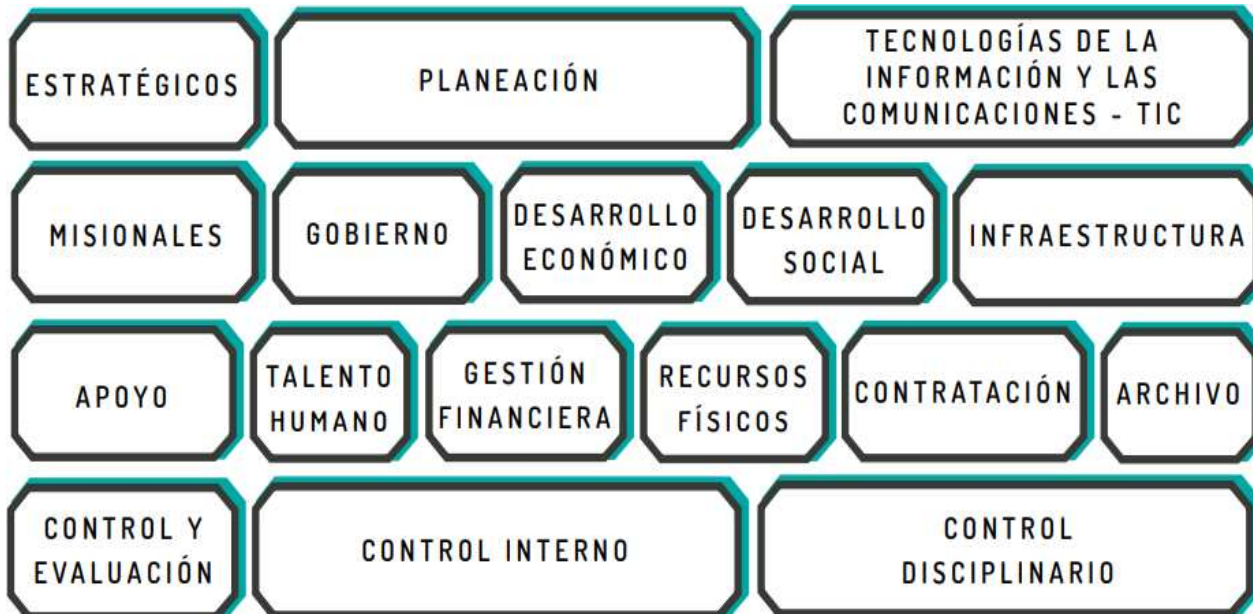 ESTRATÉGICOS
PLANEACIÓN
TECNOLOGÍAS DE LA
INFORMACIÓN Y LAS
COMUNICACIONES - TIC
MISIONALES
GOBIERNO
DESARROLLO
ECONÓMICO
DESARROLLO
SOCIAL
INFRAESTRUCTURA
APOYO
TALENTO
HUMANO
GESTIÓN
FINANCIERA
RECURSOS
FÍSICOS
CONTRATACIÓN
ARCHIVO
CONTROL Y
EVALUACIÓN
CONTROL INTERNO
CONTROL
DISCIPLINARIO